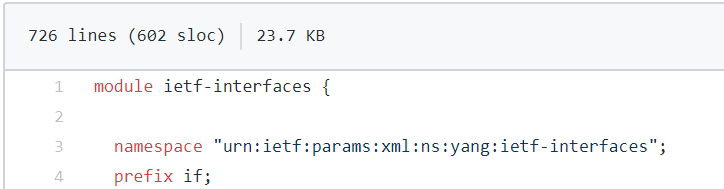 726 lines (602 sloc) 23.7 KB
1 module ietf-interfaces {
2
3 namespace "urn:ietf:params:xml:ns:yang:ietf-interfaces";
4 prefix if;